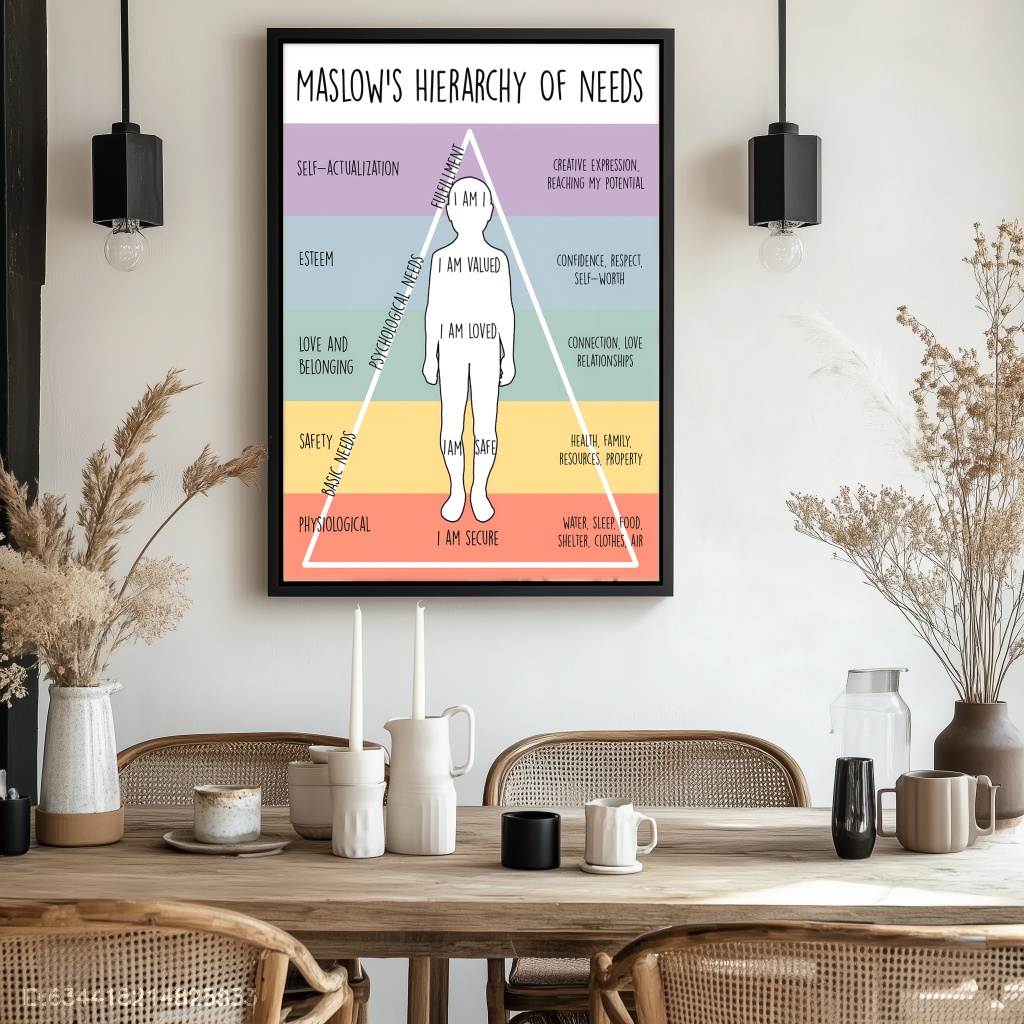 MASLOW'S HIERARCHY OF NEEDS
SELF-ACTUALIZATION
FULFILLMENT
I AM I
CREATIVE EXPRESSION,
REACHING MY POTENTIAL
ESTEEM
I AM VALUED
CONFIDENCE, RESPECT,
SELF-WORTH
PSYCHOLOGICAL NEEDS
LOVE AND
BELONGING
I AM LOVED
CONNECTION, LOVE
RELATIONSHIPS
SAFETY
BASIC NEEDS
I AM SAFE
HEALTH, FAMILY,
RESOURCES, PROPERTY
PHYSIOLOGICAL
I AM SECURE
WATER, SLEEP, FOOD,
SHELTER, CLOTHES, AIR